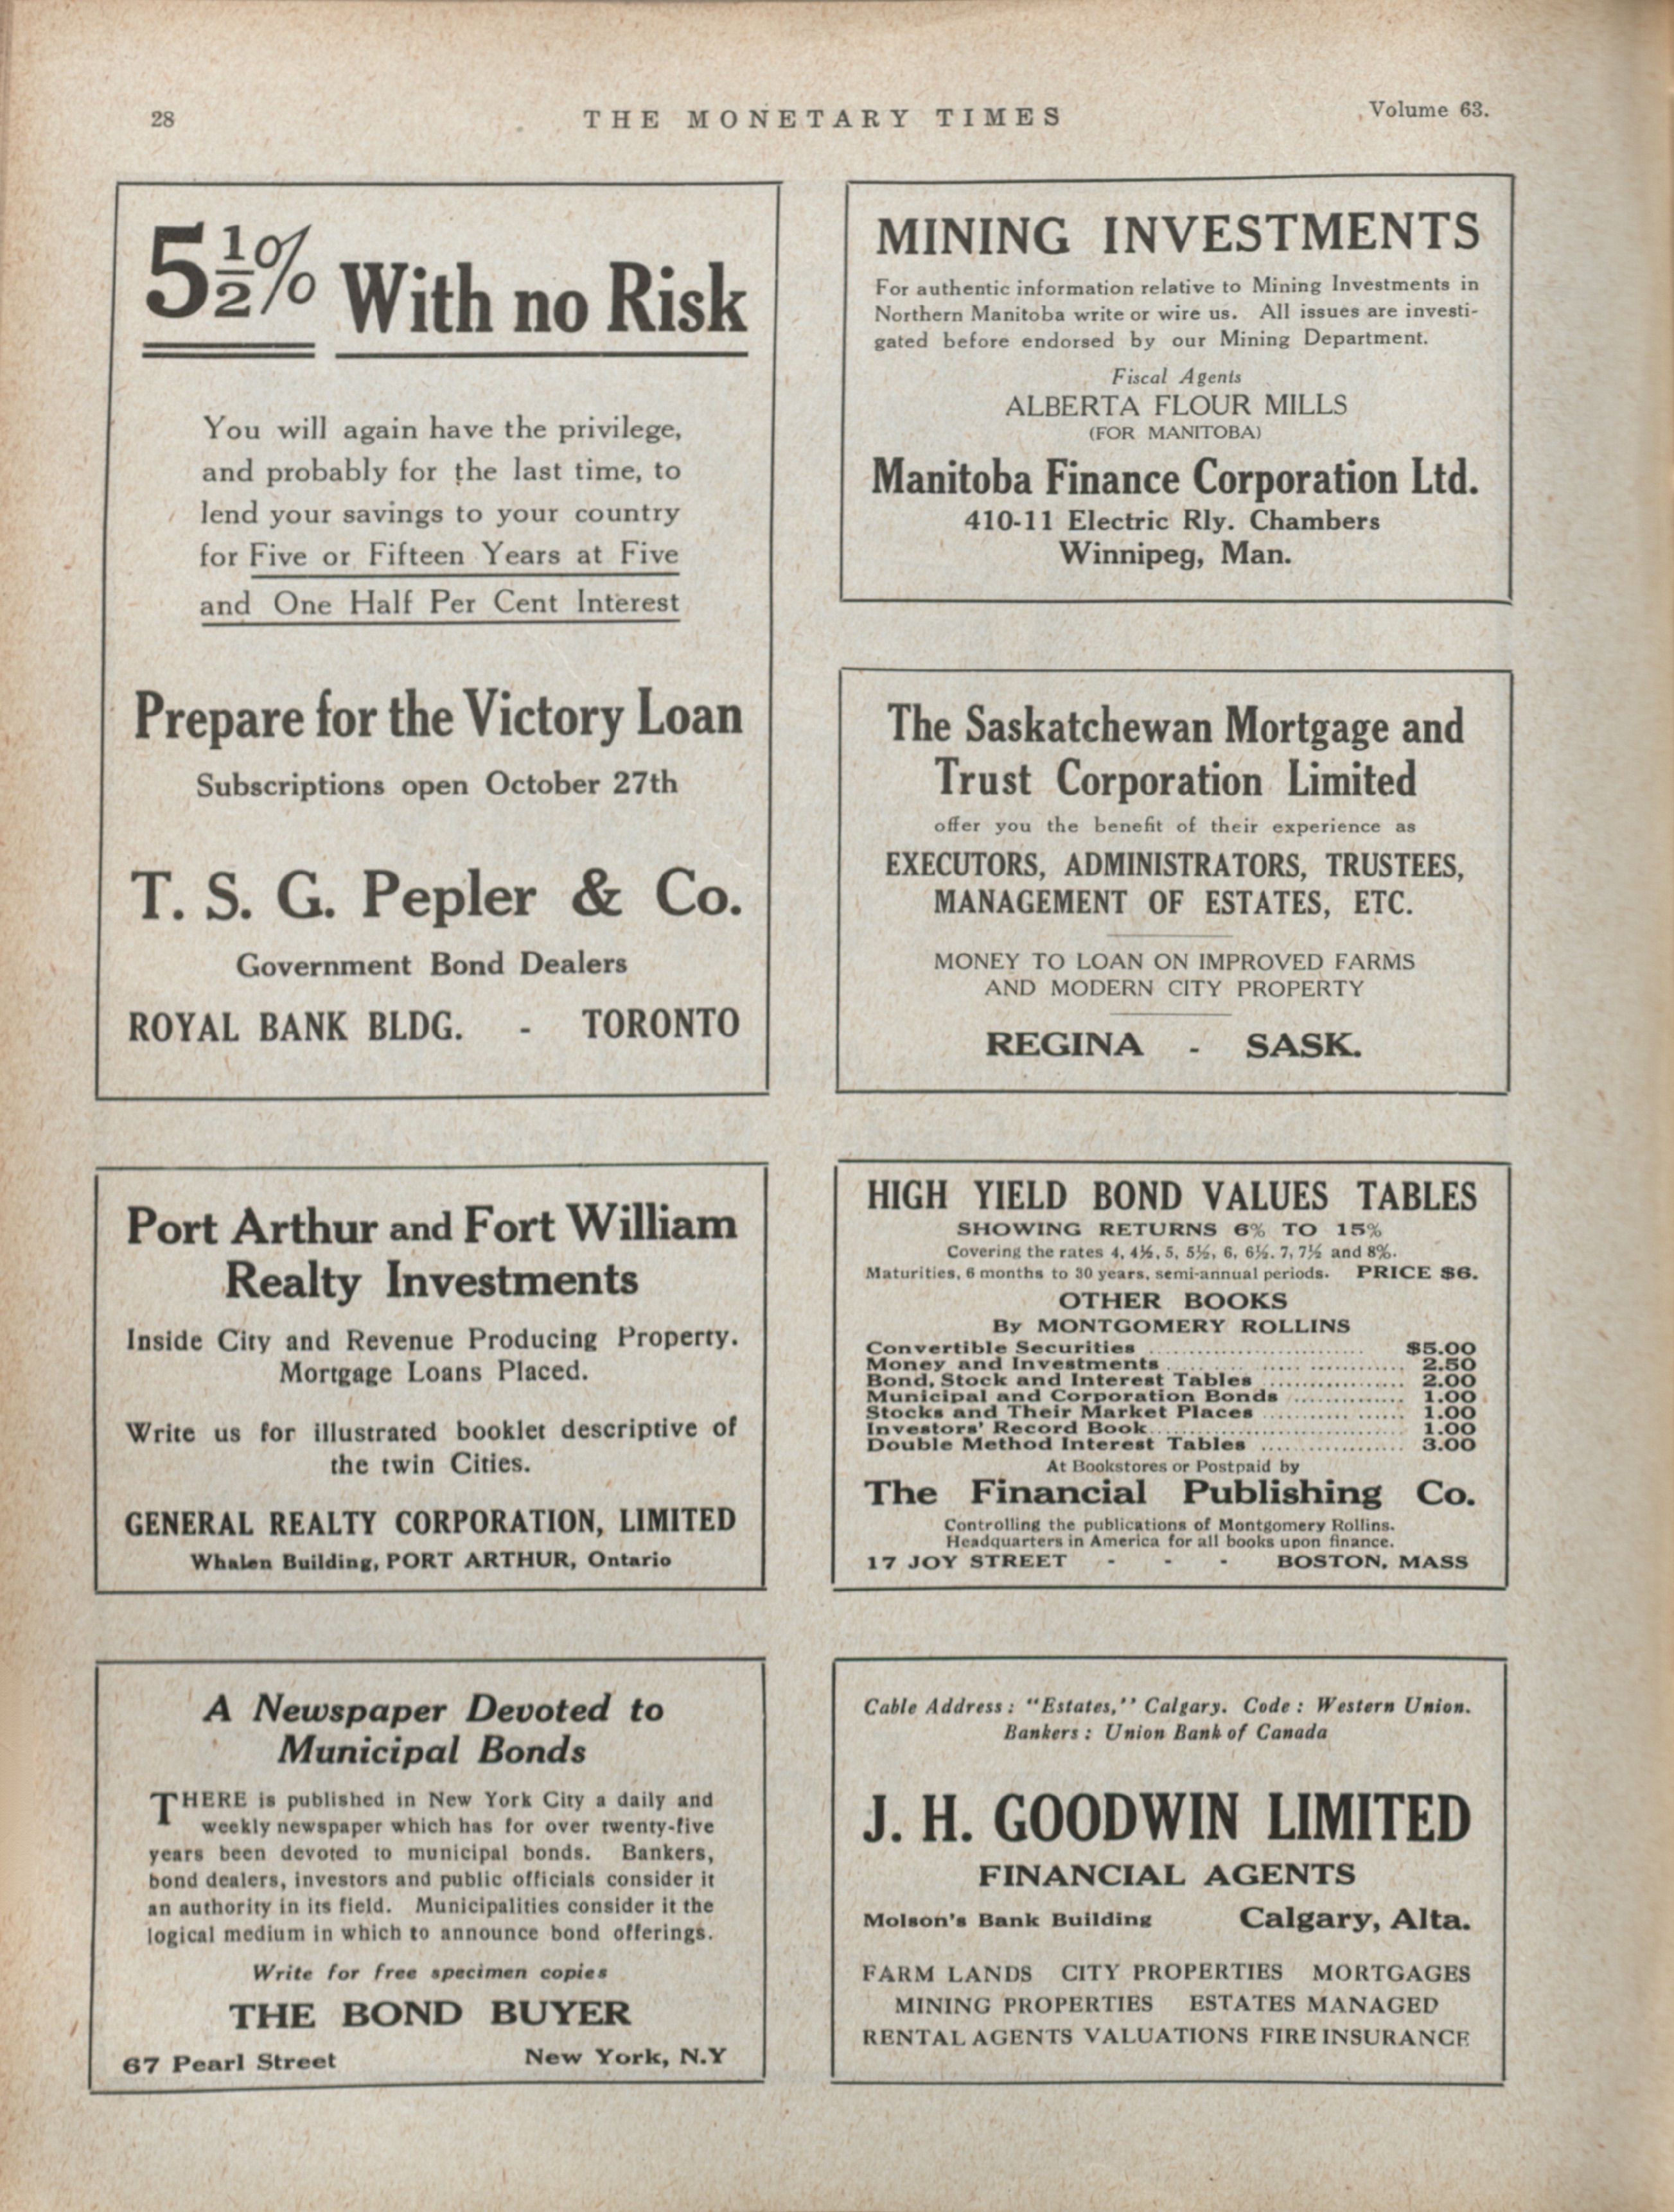 28
THE MONETARY TIMES
Volume 63.
5½% With no Risk
You will again have the privilege,
and probably for the last time, to
lend your savings to your country
for Five or Fifteen Years at Five
and One Half Per Cent Interest
Prepare for the Victory Loan
Subscriptions open October 27th
T. S. G. Pepler & Co.
Government Bond Dealers
ROYAL BANK BLDG. - TORONTO
Port Arthur and Fort William
Realty Investments
Inside City and Revenue Producing Property.
Mortgage Loans Placed.
Write us for illustrated booklet descriptive of
the twin Cities.
GENERAL REALTY CORPORATION, LIMITED
Whalen Building, PORT ARTHUR, Ontario
A Newspaper Devoted to
Municipal Bonds
THERE is published in New York City a daily and
weekly newspaper which has for over twenty-five
years been devoted to municipal bonds. Bankers,
bond dealers, investors and public officials consider it
an authority in its field. Municipalities consider it the
logical medium in which to announce bond offerings.
Write for free specimen copies
THE BOND BUYER
67 Pearl Street New York, N.Y
MINING INVESTMENTS
For authentic information relative to Mining Investments in
Northern Manitoba write or wire us. All issues are investi-
gated before endorsed by our Mining Department.
Fiscal Agents
ALBERTA FLOUR MILLS
(FOR MANITOBA)
Manitoba Finance Corporation Ltd.
410-11 Electric Rly. Chambers
Winnipeg, Man.
The Saskatchewan Mortgage and
Trust Corporation Limited
offer you the benefit of their experience as
EXECUTORS, ADMINISTRATORS, TRUSTEES,
MANAGEMENT OF ESTATES, ETC.
MONEY TO LOAN ON IMPROVED FARMS
AND MODERN CITY PROPERTY
REGINA - SASK.
HIGH YIELD BOND VALUES TABLES
SHOWING RETURNS 6% TO 15%
Covering the rates 4, 4½, 5, 5½, 6, 6½, 7, 7½ and 8%.
Maturities, 6 months to 30 years, semi-annual periods. PRICE $6.
OTHER BOOKS
By MONTGOMERY ROLLINS
Convertible Securities ........................... $5.00
Money and Investments ........................... 2.50
Bond, Stock and Interest Tables ................. 2.00
Municipal and Corporation Bonds .............. 1.00
Stocks and Their Market Places ................. 1.00
Investors' Record Book ........................... 1.00
Double Method Interest Tables .................. 3.00
At Bookstores or Postpaid by
The Financial Publishing Co.
Controlling the publications of Montgomery Rollins.
Headquarters in America for all books upon finance.
17 JOY STREET - - - BOSTON, MASS
Cable Address: "Estates," Calgary. Code: Western Union.
Bankers: Union Bank of Canada
J. H. GOODWIN LIMITED
FINANCIAL AGENTS
Molson's Bank Building Calgary, Alta.
FARM LANDS CITY PROPERTIES MORTGAGES
MINING PROPERTIES ESTATES MANAGED
RENTAL AGENTS VALUATIONS FIRE INSURANCE